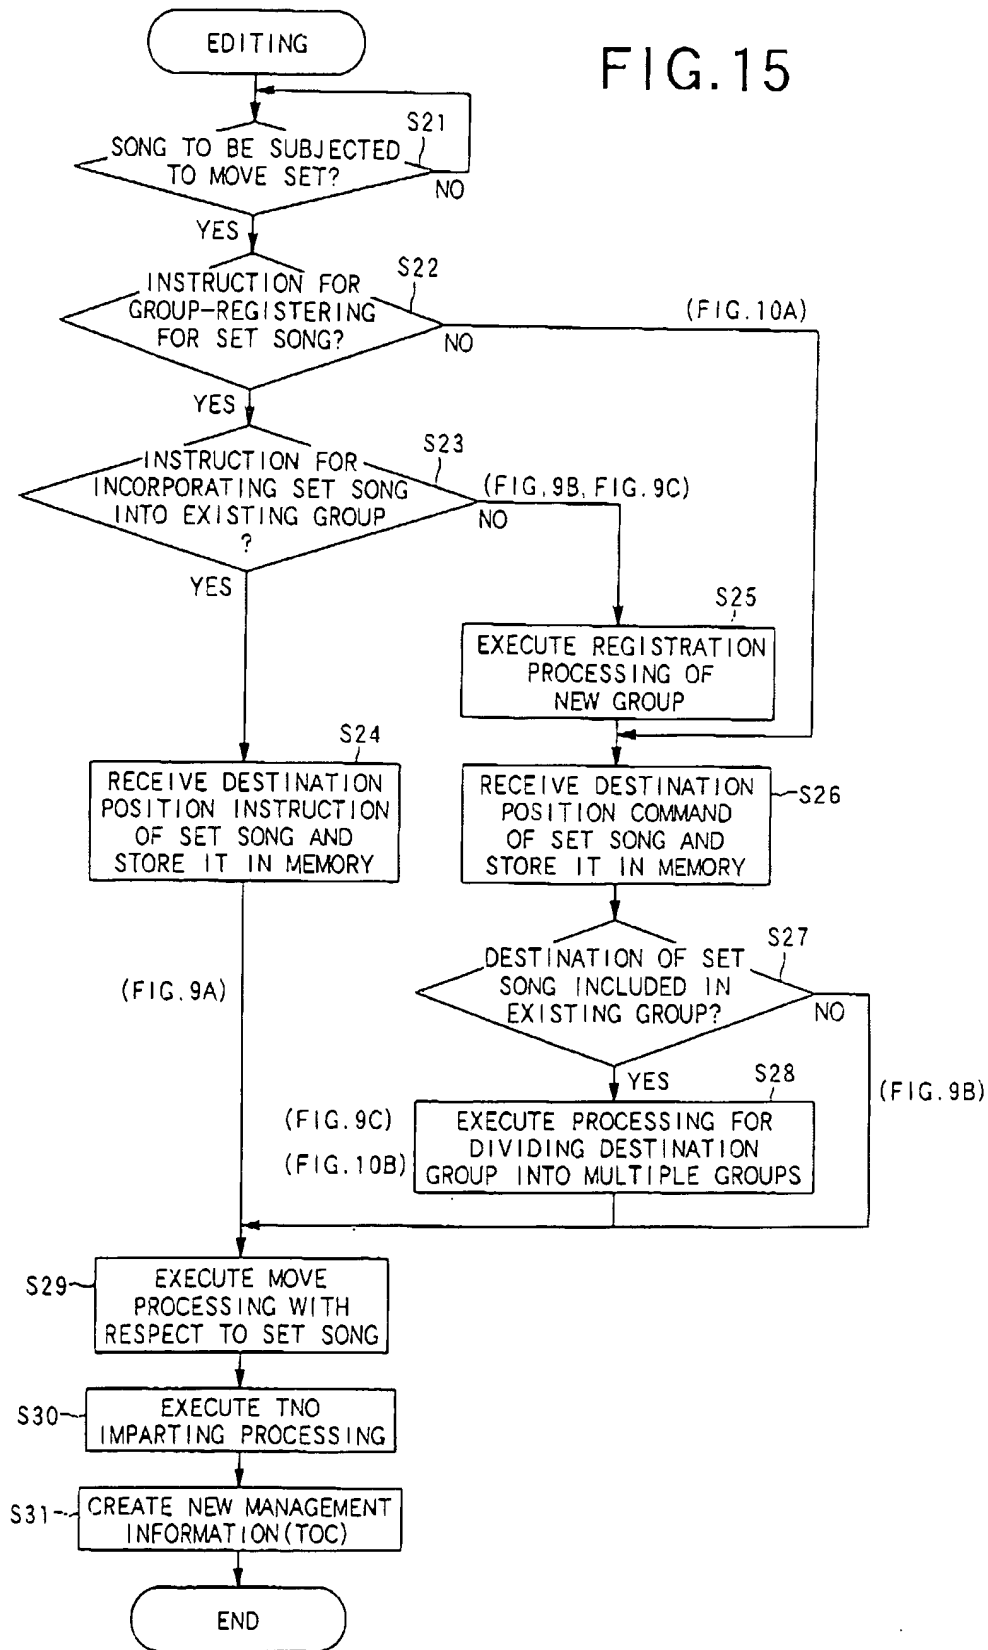 EDITING
FIG.15
S21
SONG TO BE SUBJECTED
TO MOVE SET?
NO
YES
S22
INSTRUCTION FOR
GROUP-REGISTERING
FOR SET SONG?
(FIG.10A)
NO
YES
S23
INSTRUCTION FOR
INCORPORATING SET SONG
INTO EXISTING GROUP
?
(FIG.9B, FIG.9C)
NO
YES
S25
EXECUTE REGISTRATION
PROCESSING OF
NEW GROUP
S24
RECEIVE DESTINATION
POSITION INSTRUCTION
OF SET SONG AND
STORE IT IN MEMORY
S26
RECEIVE DESTINATION
POSITION COMMAND
OF SET SONG AND
STORE IT IN MEMORY
S27
DESTINATION OF SET
SONG INCLUDED IN
EXISTING GROUP?
NO
(FIG.9A)
YES
S28
(FIG.9B)
(FIG.9C)
(FIG.10B)
EXECUTE PROCESSING FOR
DIVIDING DESTINATION
GROUP INTO MULTIPLE GROUPS
S29
EXECUTE MOVE
PROCESSING WITH
RESPECT TO SET SONG
S30
EXECUTE TNO
IMPARTING PROCESSING
S31
CREATE NEW MANAGEMENT
INFORMATION(TOC)
END